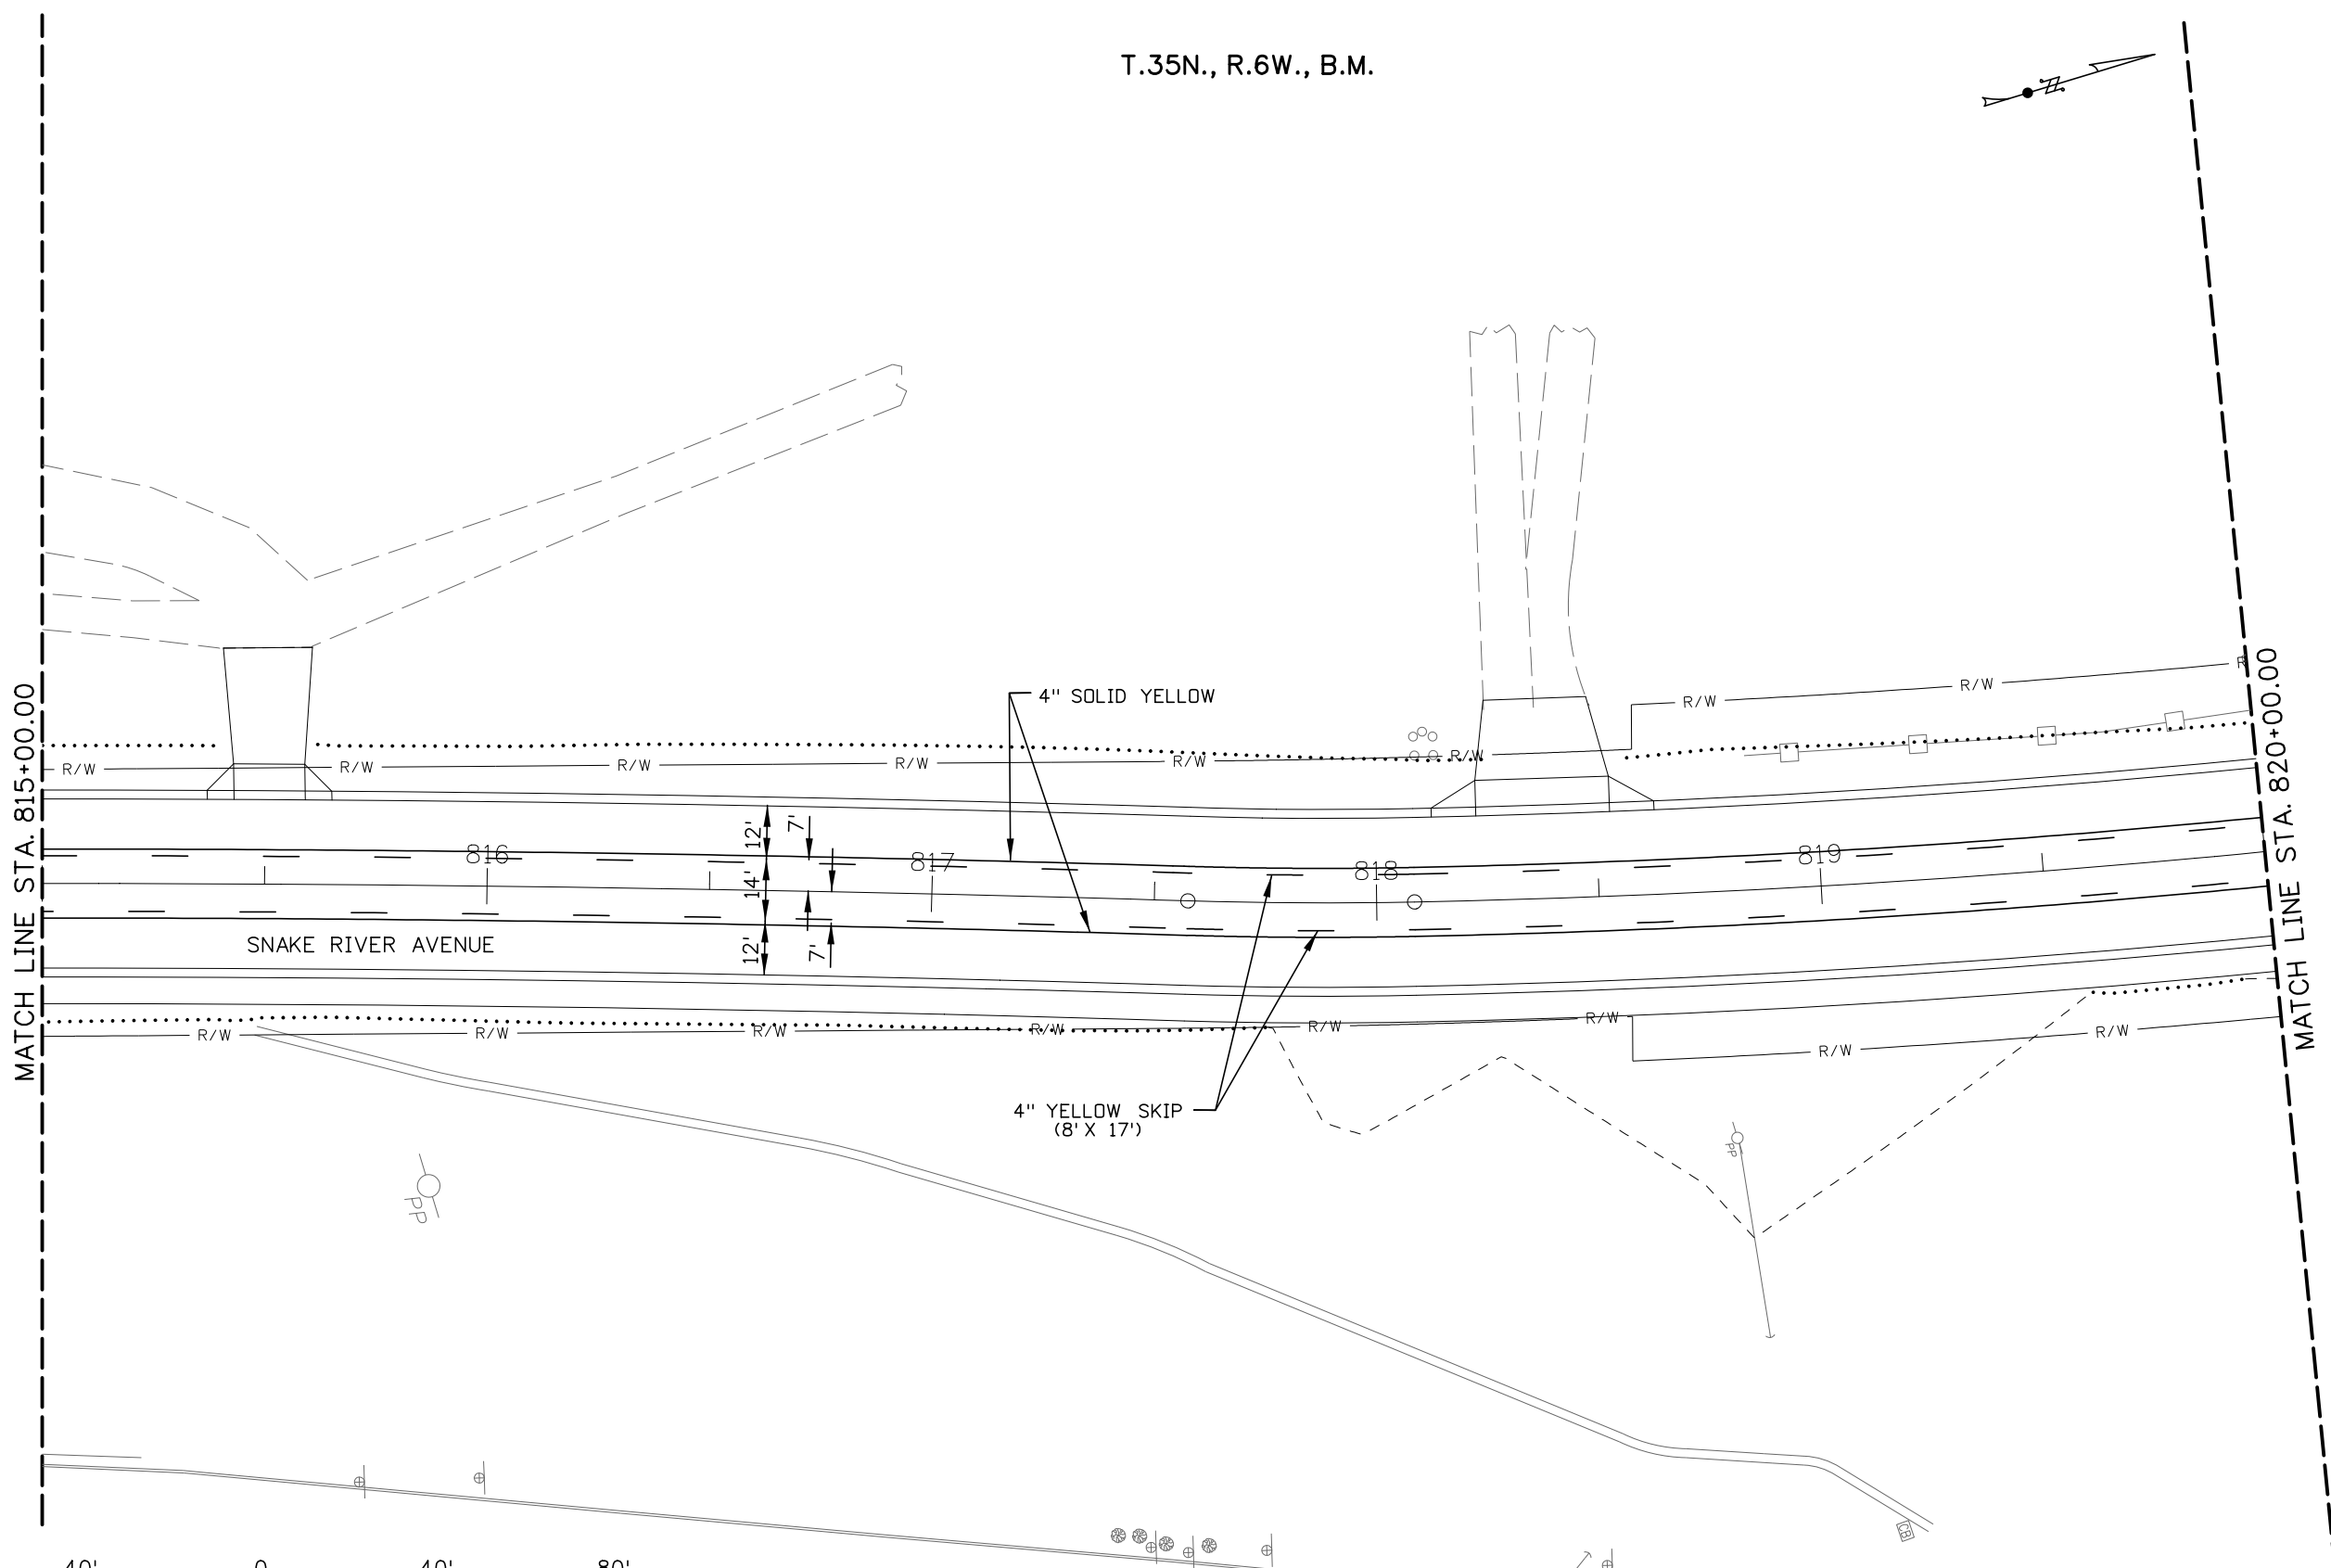 T.35N., R.6W., B.M.
N
MATCH LINE STA. 815+00.00
MATCH LINE STA. 820+00.00
4" SOLID YELLOW
R/W
R/W
R
R/W R/W R/W R/W R/W R/W
12'
7'
816
817
818
819
14'
SNAKE RIVER AVENUE
12'
7'
R/W R/W R/W R/W R/W R/W
R/W
R/W
4" YELLOW SKIP
(8' X 17')
PP
PP
CB
40' 0 40' 80'